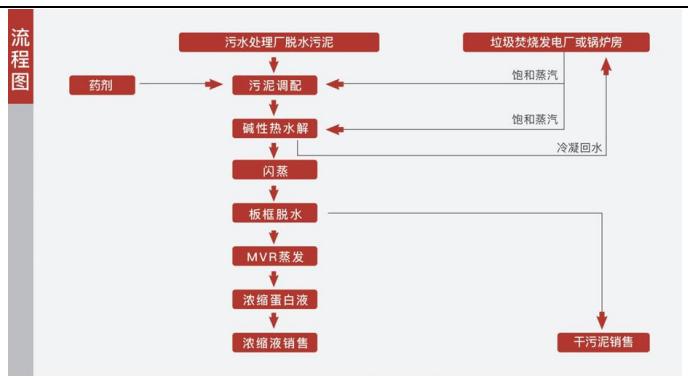 流程图
污水处理厂脱水污泥
垃圾焚烧发电厂或锅炉房
药剂
污泥调配
饱和蒸汽
碱性热水解
饱和蒸汽
冷凝回水
闪蒸
板框脱水
MVR蒸发
浓缩蛋白液
浓缩液销售
干污泥销售